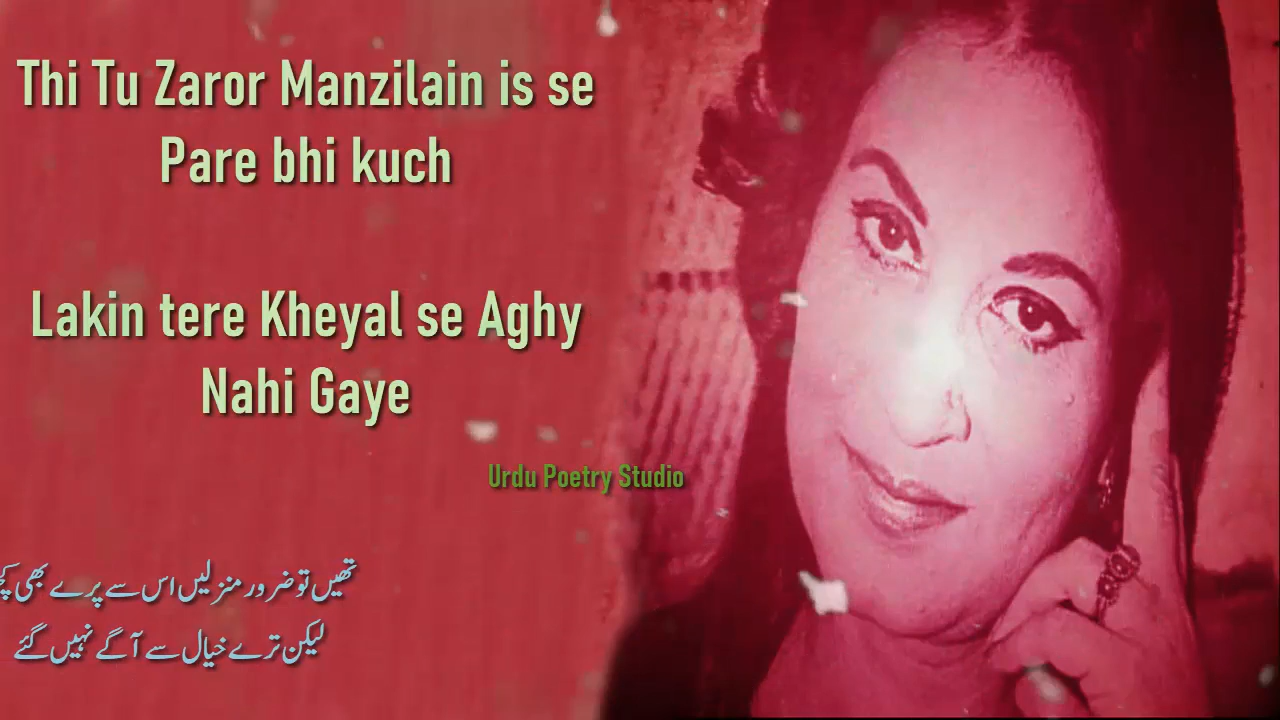 Thi Tu Zaror Manzilain is se
Pare bhi kuch
Lakin tere Kheyal se Aghy
Nahi Gaye
Urdu Poetry Studio
تھیں تو ضرور منزلیں اس سے پرے بھی کچھ
لیکن ترے خیال سے آگے نہیں گئے